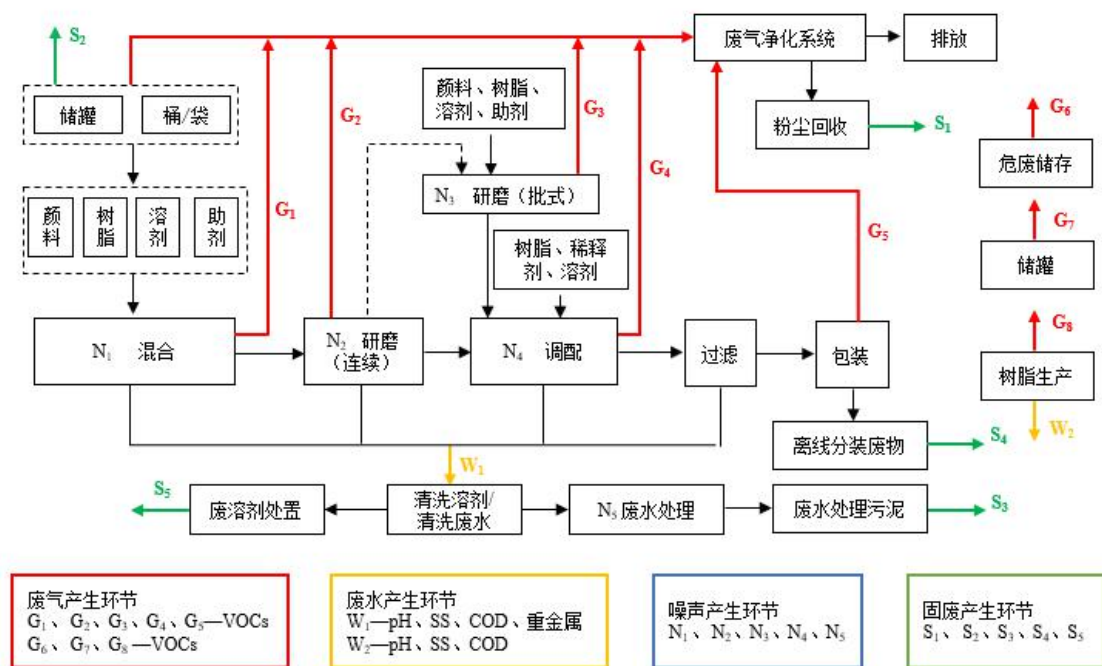 S₂
废气净化系统
排放
储罐
桶/袋
颜料、树脂、
溶剂、助剂
G₂
G₃
粉尘回收
S₁
G₆
危废储存
N₃ 研磨（批式）
G₄
颜
料
树
脂
溶
剂
助
剂
G₁
树脂、稀释
剂、溶剂
G₅
G₇
储罐
N₁ 混合
N₂ 研磨
（连续）
N₄ 调配
过滤
包装
G₈
树脂生产
W₂
离线分装废物
S₄
W₁
S₅
废溶剂处置
清洗溶剂/
清洗废水
N₅废水处理
废水处理污泥
S₃
废气产生环节
G₁、G₂、G₃、G₄、G₅—VOCs
G₆、G₇、G₈—VOCs
废水产生环节
W₁—pH、SS、COD、重金属
W₂—pH、SS、COD
噪声产生环节
N₁、N₂、N₃、N₄、N₅
固废产生环节
S₁、S₂、S₃、S₄、S₅